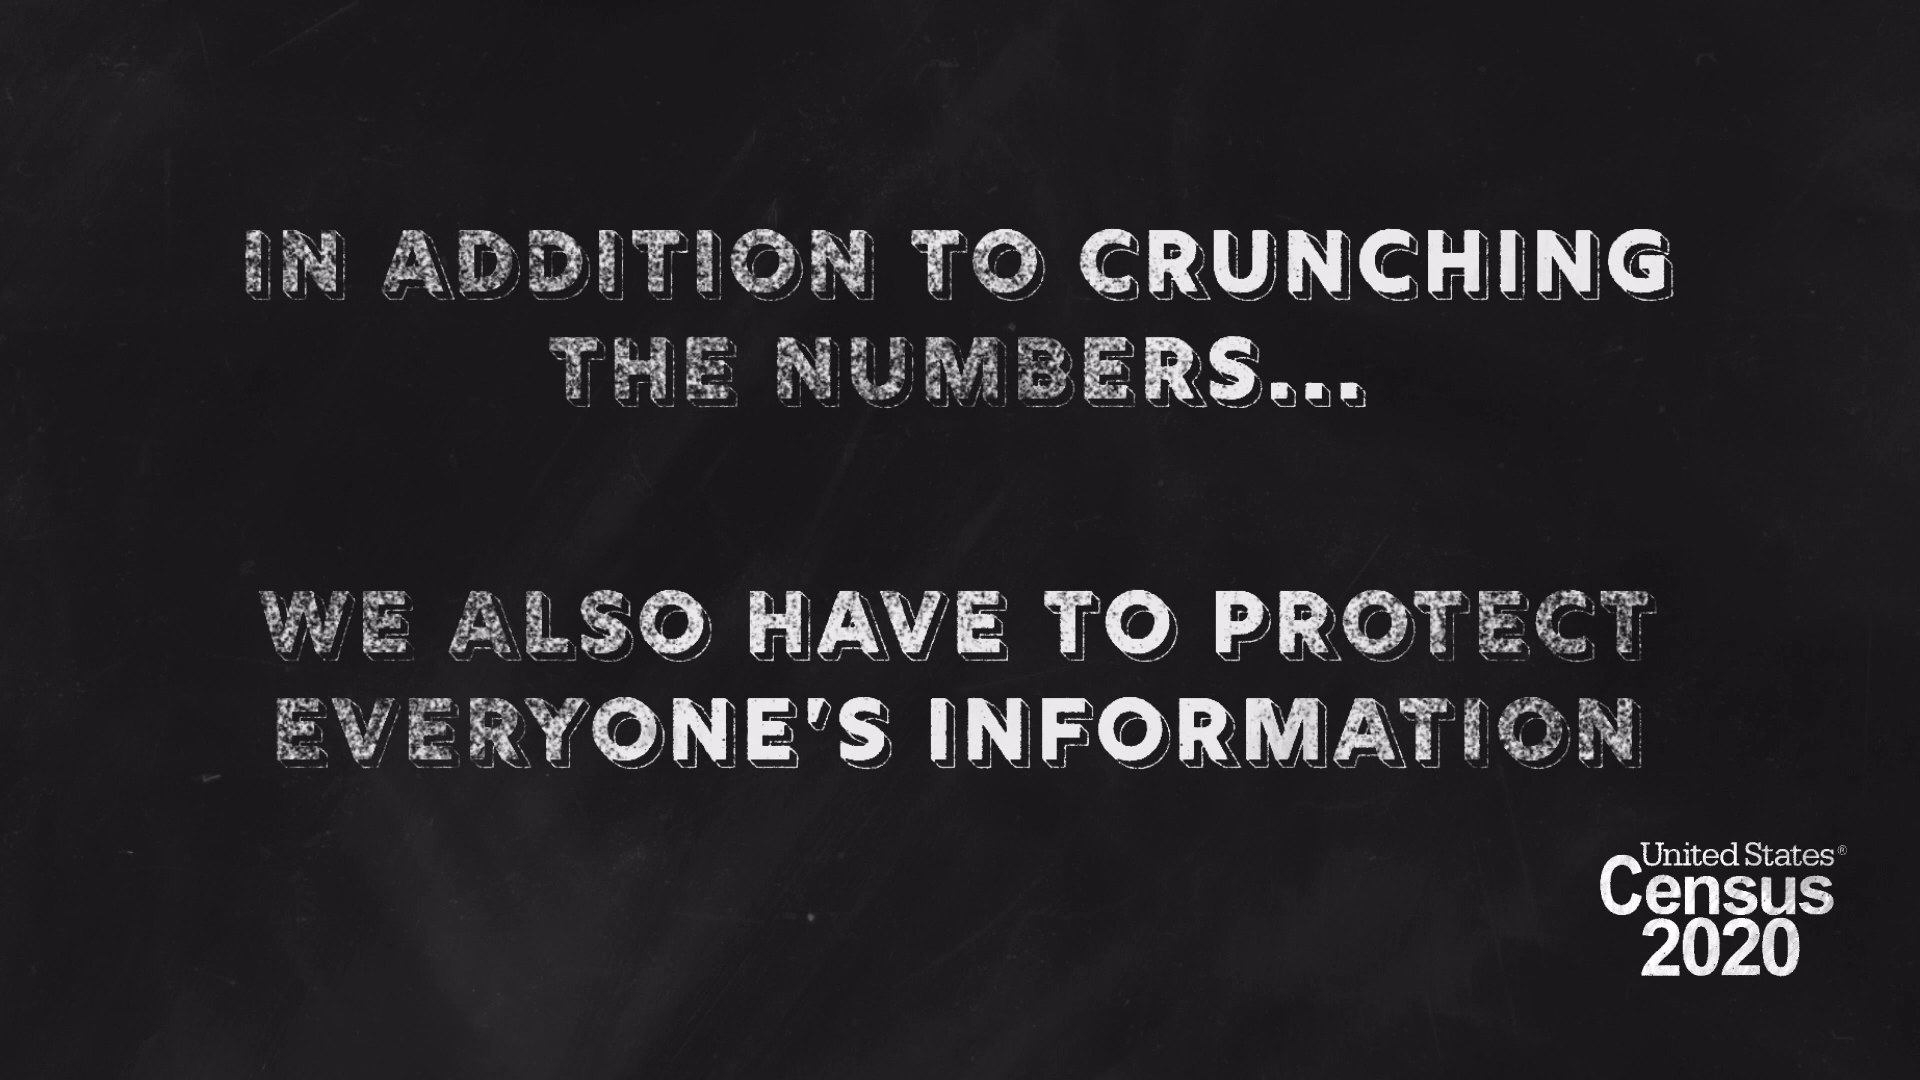 IN ADDITION TO CRUNCHING
THE NUMBERS...
WE ALSO HAVE TO PROTECT
EVERYONE'S INFORMATION
United States®
Census
2020